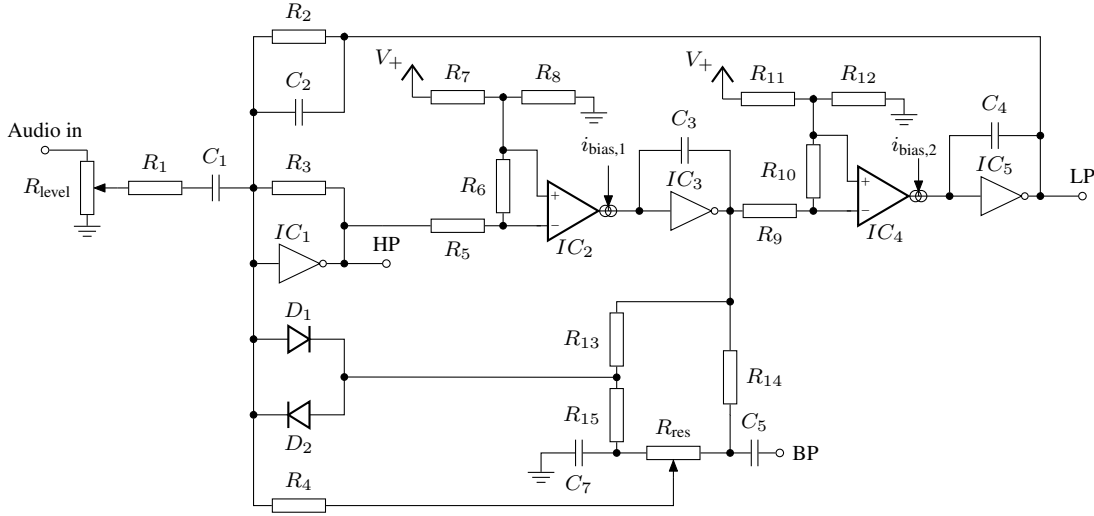 R2
C2
V+
R7
R8
V+
R11
R12
Audio in
Rlevel
R1
C1
R3
R6
ibias,1
C3
IC3
R10
ibias,2
C4
IC5
LP
IC1
HP
R5
IC2
+
-
R9
IC4
+
-
D1
R13
R14
D2
R15
Rres
C5
BP
C7
R4